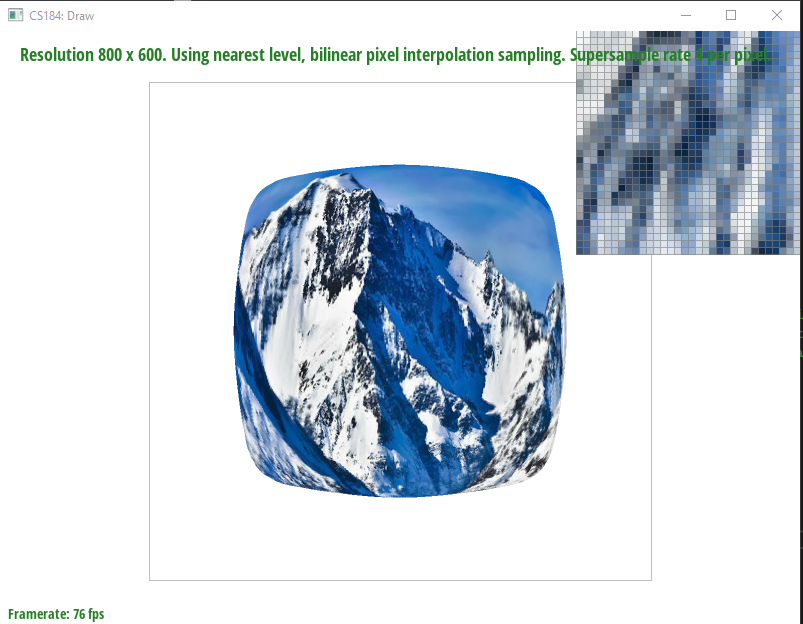 CS184: Draw
Resolution 800 x 600. Using nearest level, bilinear pixel interpolation sampling. Supersample rate 4 per pixel.
Framerate: 76 fps